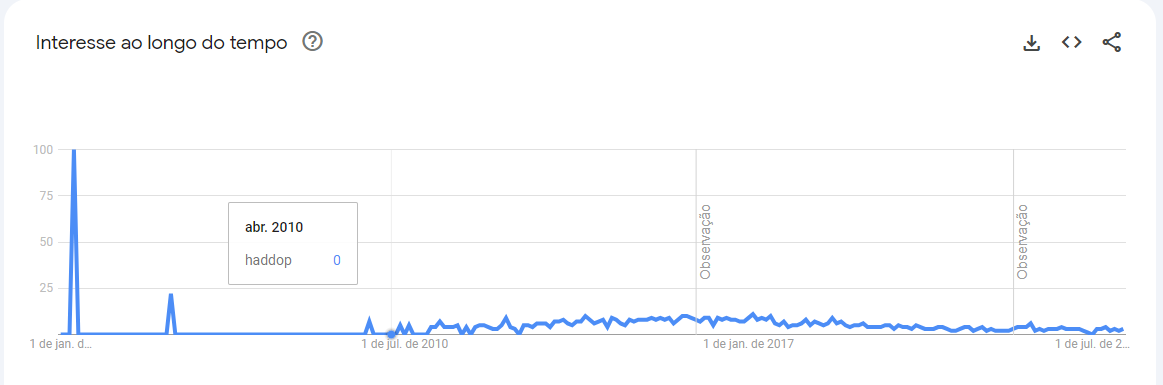 Interesse ao longo do tempo
100
75
50
25
abr. 2010
haddop 0
Observação
Observação
1 de jan. d…
1 de jul. de 2010
1 de jan. de 2017
1 de jul. de 2…